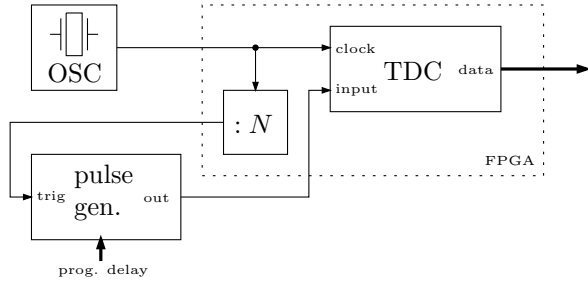 OSC
clock
TDC
data
input
: N
FPGA
pulse
gen.
trig
out
prog. delay